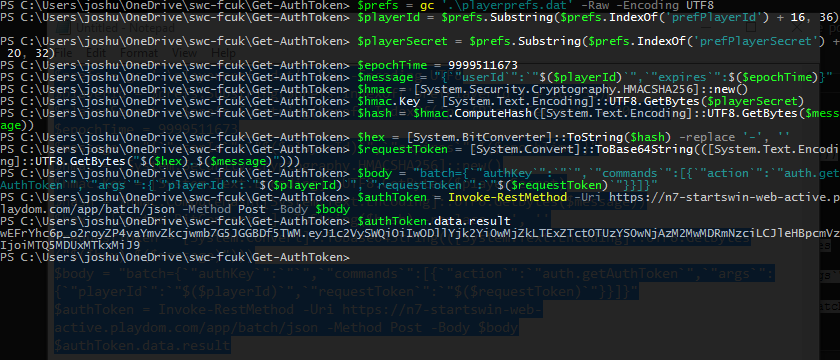 PS C:\Users\joshu\OneDrive\swc-fcuk\Get-AuthToken> $prefs = gc '.\playerprefs.dat' -Raw -Encoding UTF8
PS C:\Users\joshu\OneDrive\swc-fcuk\Get-AuthToken> $playerId = $prefs.Substring($prefs.IndexOf('prefPlayerId') + 16, 36)
PS C:\Users\joshu\OneDrive\swc-fcuk\Get-AuthToken> $playerSecret = $prefs.Substring($prefs.IndexOf('prefPlayerSecret') +
20, 32)
PS C:\Users\joshu\OneDrive\swc-fcuk\Get-AuthToken> $epochTime = 9999511673
PS C:\Users\joshu\OneDrive\swc-fcuk\Get-AuthToken> $message = "{`"userId`":`"$($playerId)`",`"expires`":$($epochTime)}"
PS C:\Users\joshu\OneDrive\swc-fcuk\Get-AuthToken> $hmac = [System.Security.Cryptography.HMACSHA256]::new()
PS C:\Users\joshu\OneDrive\swc-fcuk\Get-AuthToken> $hmac.Key = [System.Text.Encoding]::UTF8.GetBytes($playerSecret)
PS C:\Users\joshu\OneDrive\swc-fcuk\Get-AuthToken> $hash = $hmac.ComputeHash([System.Text.Encoding]::UTF8.GetBytes($mess
age))
PS C:\Users\joshu\OneDrive\swc-fcuk\Get-AuthToken> $hex = [System.BitConverter]::ToString($hash) -replace '-', ''
PS C:\Users\joshu\OneDrive\swc-fcuk\Get-AuthToken> $requestToken = [System.Convert]::ToBase64String(([System.Text.Encodi
ng]::UTF8.GetBytes("$($hex).$($message)")))
PS C:\Users\joshu\OneDrive\swc-fcuk\Get-AuthToken> $body = "batch={`"authKey`":`"`",`"commands`":[{`"action`":`"auth.get
AuthToken`",`"args`":{`"playerId`":`"$($playerId)`",`"requestToken`":`"$($requestToken)`"}}]}"
PS C:\Users\joshu\OneDrive\swc-fcuk\Get-AuthToken> $authToken = Invoke-RestMethod -Uri https://n7-startswin-web-active.p
laydom.com/app/batch/json -Method Post -Body $body
PS C:\Users\joshu\OneDrive\swc-fcuk\Get-AuthToken> $authToken.data.result
wEFrYhc6p_o2royZP4vaYmvZkcjwmb7G5JGGBDf5TWM.eyJ1c2VySWQiOiIwODllYjk2Yi0wMjZkLTExZTctOTUzYS0wNjAzM2MwMDRmNzciLCJleHBpcmVz
IjoiMTQ5MDUxMTkxMiJ9
PS C:\Users\joshu\OneDrive\swc-fcuk\Get-AuthToken>
$body = "batch={`"authKey`":`"`",`"commands`":[{`"action`":`"auth.getAuthToken`",`"args`":
{`"playerId`":`"$($playerId)`",`"requestToken`":`"$($requestToken)`"}}]}"
$authToken = Invoke-RestMethod -Uri https://n7-startswin-web-
active.playdom.com/app/batch/json -Method Post -Body $body
$authToken.data.result